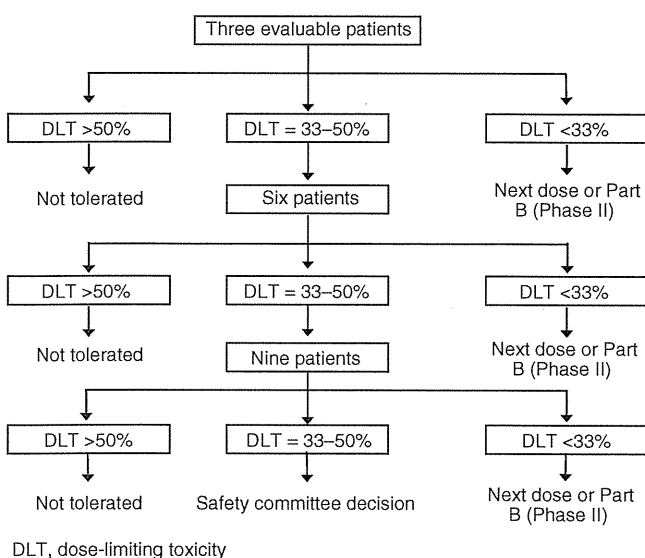 Three evaluable patients
DLT >50%
DLT = 33–50%
DLT <33%
Not tolerated
Six patients
Next dose or Part
B (Phase II)
DLT >50%
DLT = 33–50%
DLT <33%
Not tolerated
Nine patients
Next dose or Part
B (Phase II)
DLT >50%
DLT = 33–50%
DLT <33%
Not tolerated
Safety committee decision
Next dose or Part
B (Phase II)
DLT, dose-limiting toxicity